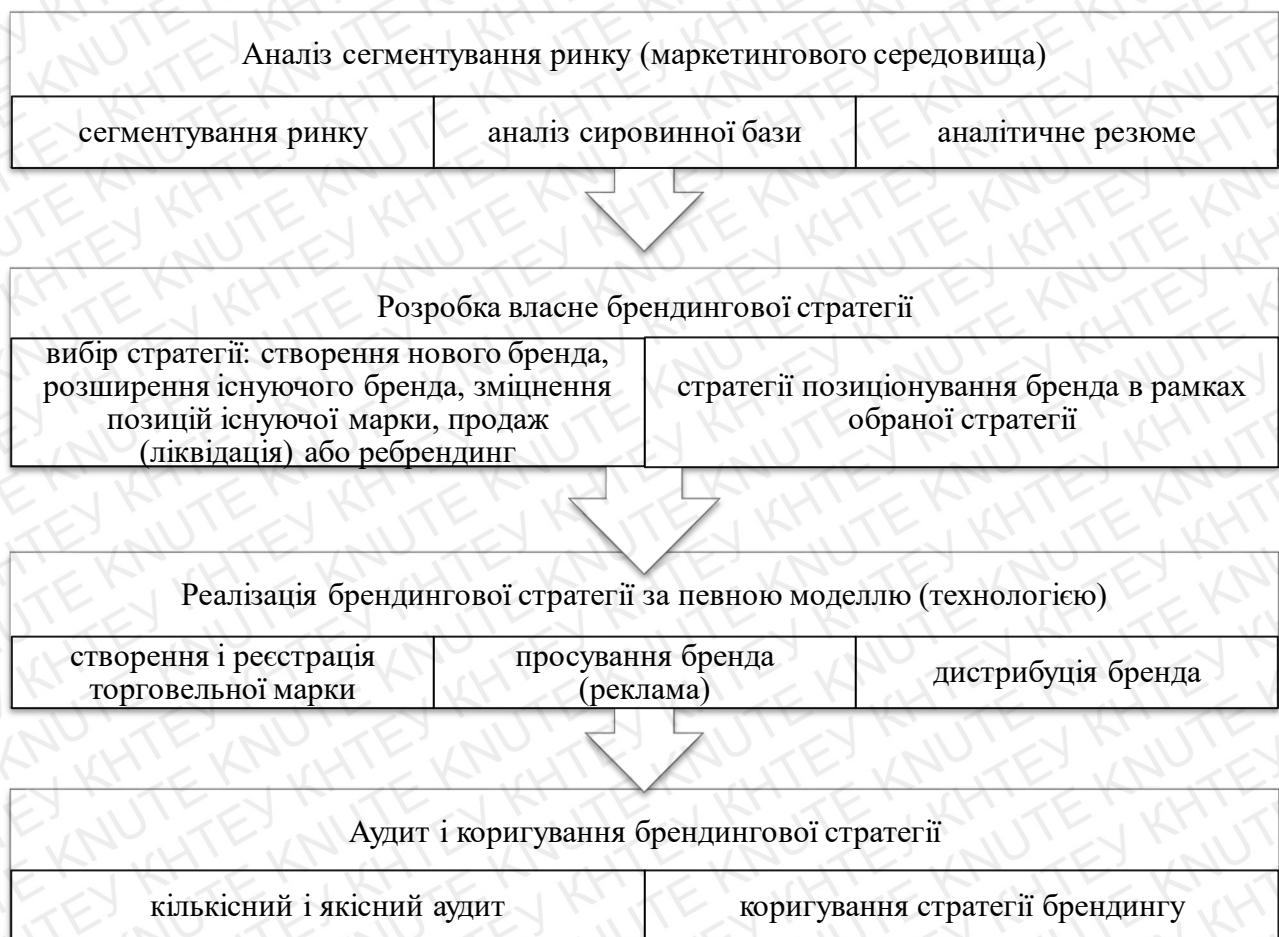 Аналіз сегментування ринку (маркетингового середовища)
сегментування ринку
аналіз сировинної бази
аналітичне резюме
Розробка власне брендингової стратегії
вибір стратегії: створення нового бренда,
розширення існуючого бренда, зміцнення
позицій існуючої марки, продаж
(ліквідація) або ребрендинг
стратегії позиціонування бренда в рамках
обраної стратегії
Реалізація брендингової стратегії за певною моделлю (технологією)
створення і реєстрація
торговельної марки
просування бренда
(реклама)
дистрибуція бренда
Аудит і коригування брендингової стратегії
кількісний і якісний аудит
коригування стратегії брендингу